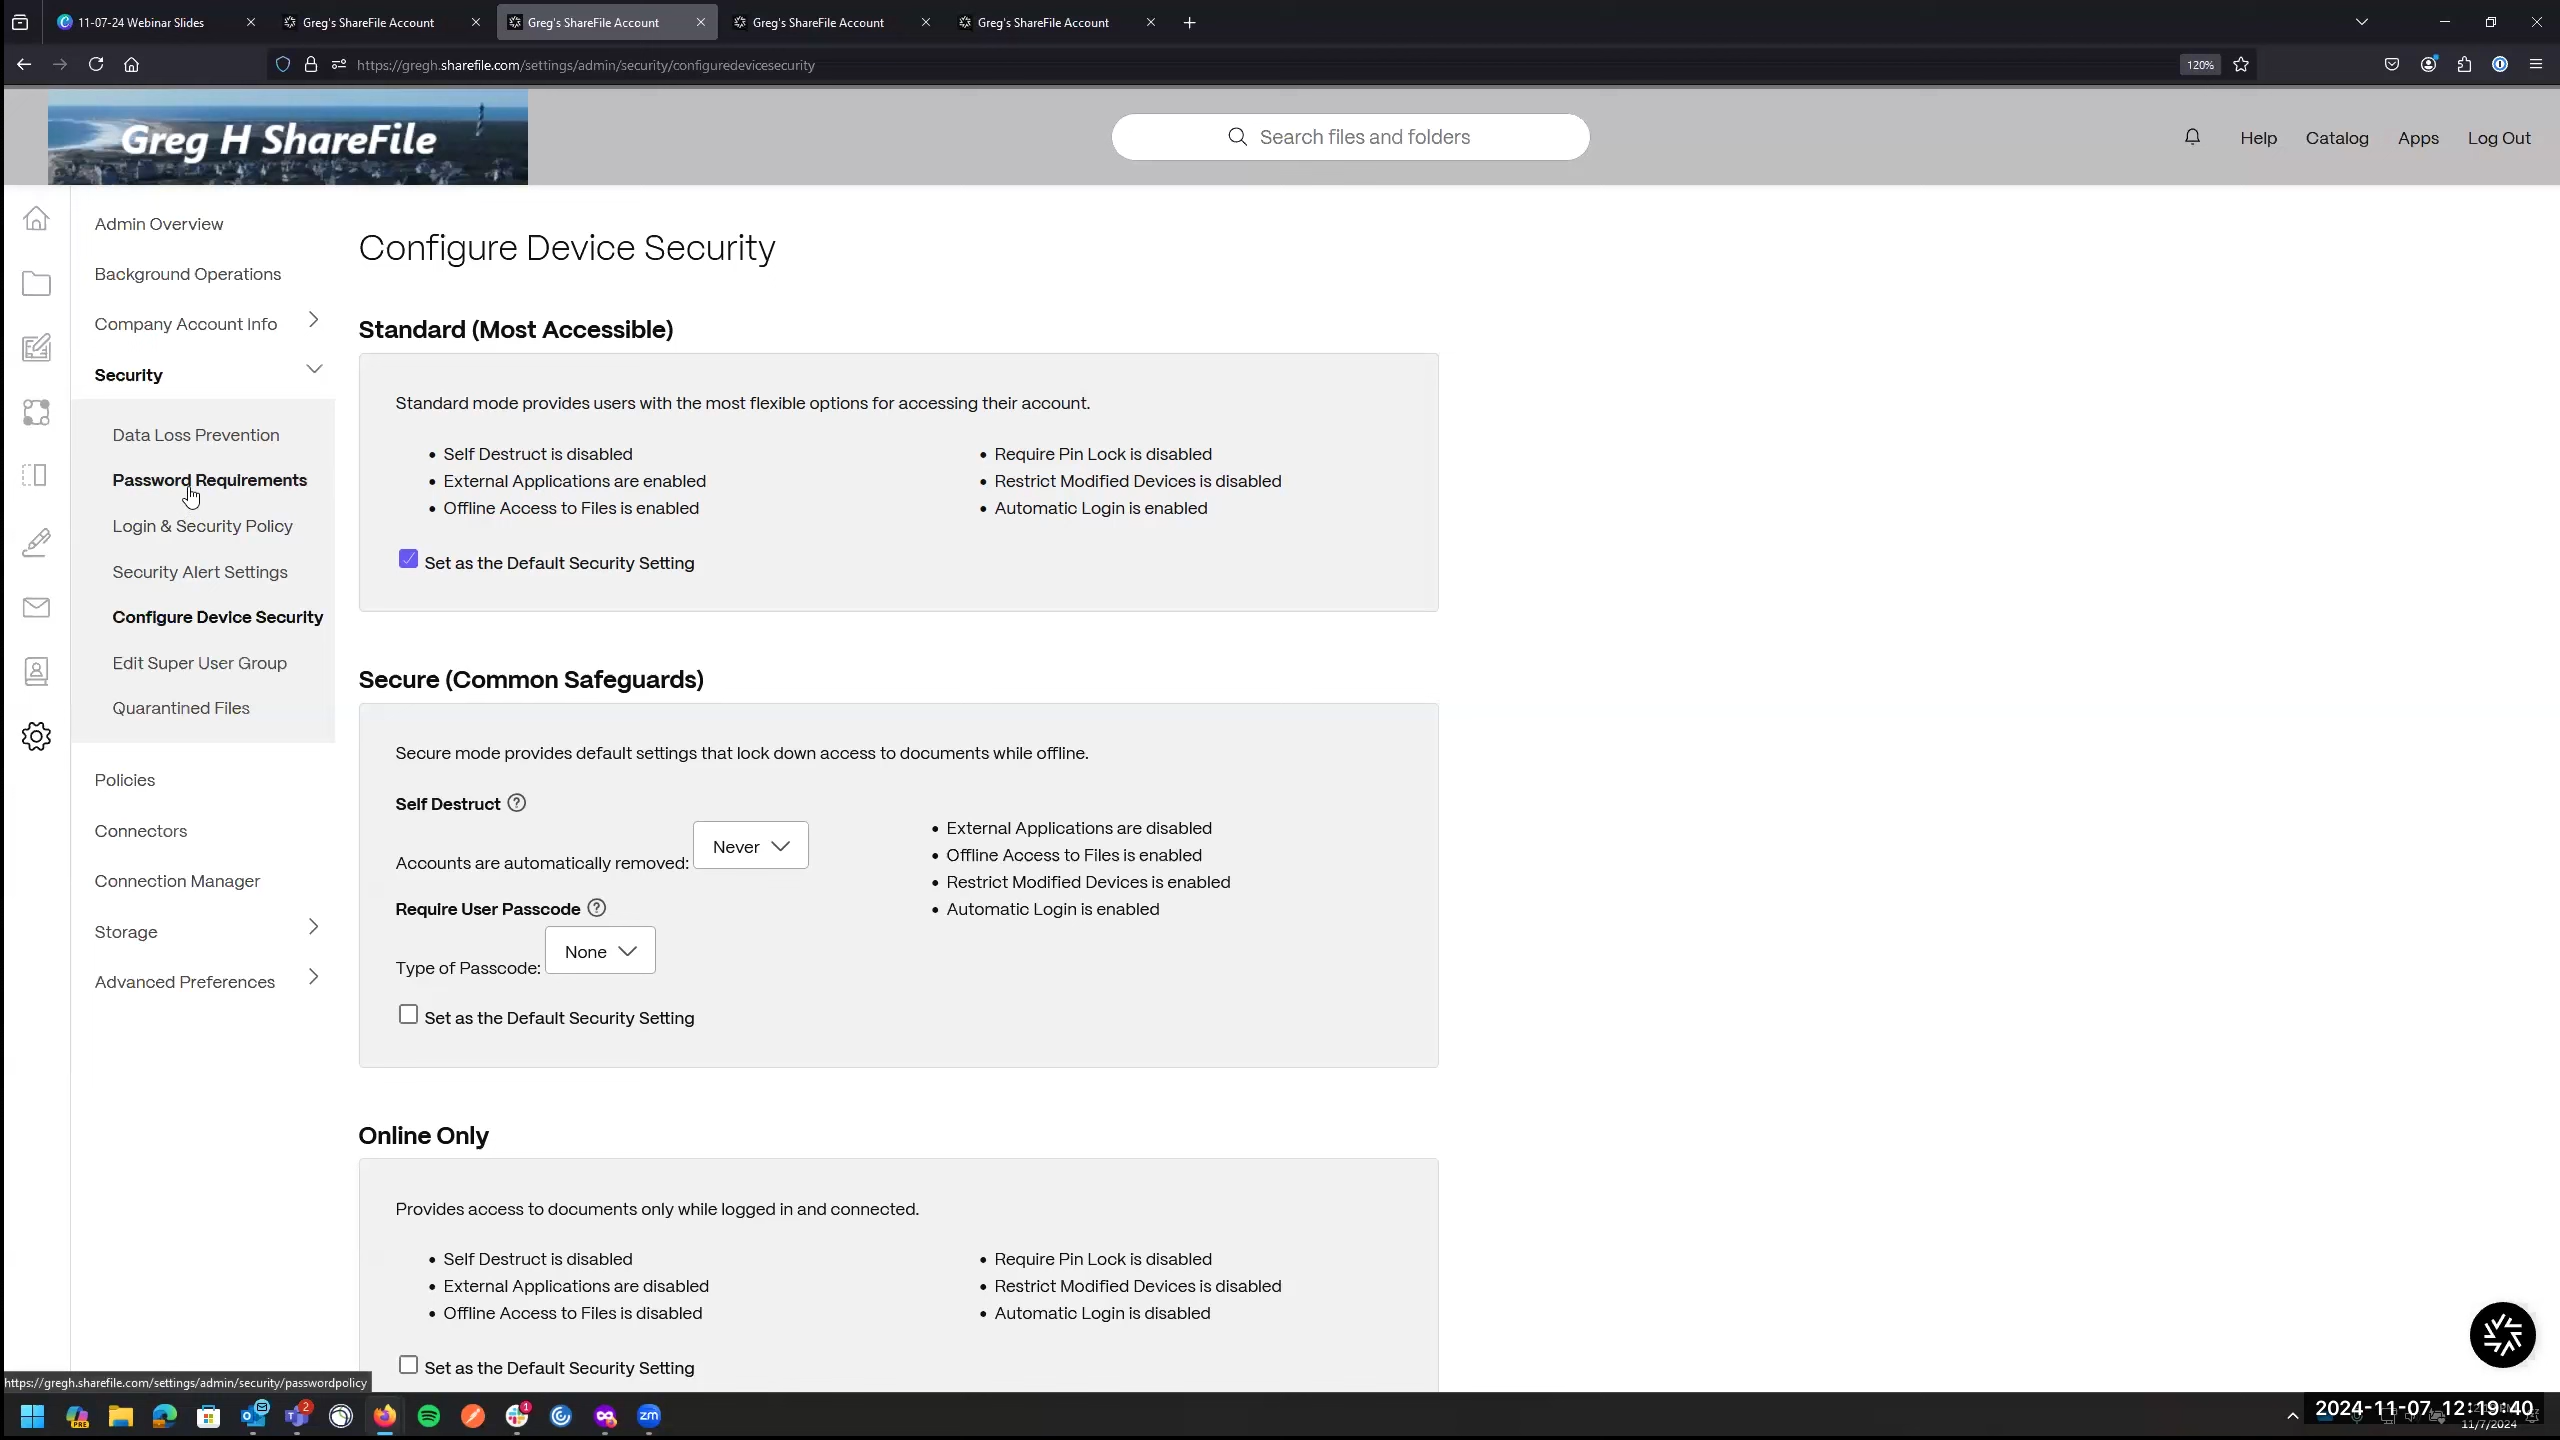 11-07-24 Webinar Slides
Greg's ShareFile Account
Greg's ShareFile Account
Greg's ShareFile Account
Greg's ShareFile Account
https://gregh.sharefile.com/settings/admin/security/configuredevicesecurity
120%
Greg H ShareFile
Search files and folders
Help
Catalog
Apps
Log Out
Admin Overview
Background Operations
Company Account Info
Security
Data Loss Prevention
Password Requirements
Login & Security Policy
Security Alert Settings
Configure Device Security
Edit Super User Group
Quarantined Files
Policies
Connectors
Connection Manager
Storage
Advanced Preferences
Configure Device Security
Standard (Most Accessible)
Standard mode provides users with the most flexible options for accessing their account.
• Self Destruct is disabled
• External Applications are enabled
• Offline Access to Files is enabled
• Require Pin Lock is disabled
• Restrict Modified Devices is disabled
• Automatic Login is enabled
Set as the Default Security Setting
Secure (Common Safeguards)
Secure mode provides default settings that lock down access to documents while offline.
Self Destruct
Accounts are automatically removed: Never
Require User Passcode
Type of Passcode: None
• External Applications are disabled
• Offline Access to Files is enabled
• Restrict Modified Devices is enabled
• Automatic Login is enabled
Set as the Default Security Setting
Online Only
Provides access to documents only while logged in and connected.
• Self Destruct is disabled
• External Applications are disabled
• Offline Access to Files is disabled
• Require Pin Lock is disabled
• Restrict Modified Devices is disabled
• Automatic Login is disabled
Set as the Default Security Setting
https://gregh.sharefile.com/settings/admin/security/passwordpolicy
PRE
2
1
zm
2024-11-07 12:19:40
11/7/2024